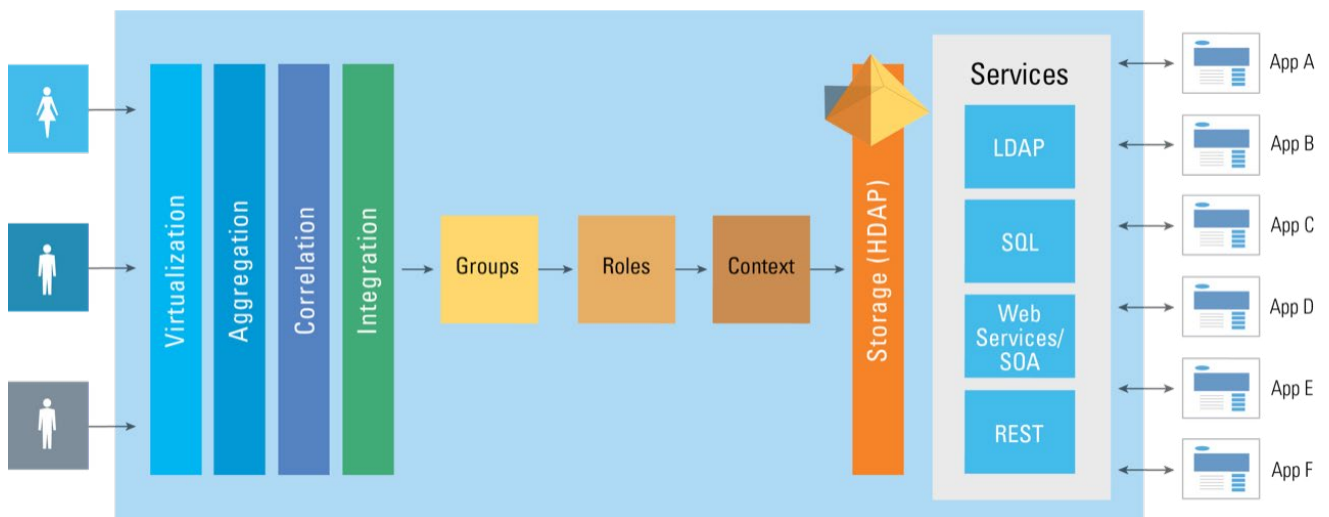 Virtualization
Aggregation
Correlation
Integration
Groups
Roles
Context
Storage (HDAP)
Services
LDAP
SQL
Web
Services/
SOA
REST
App A
App B
App C
App D
App E
App F